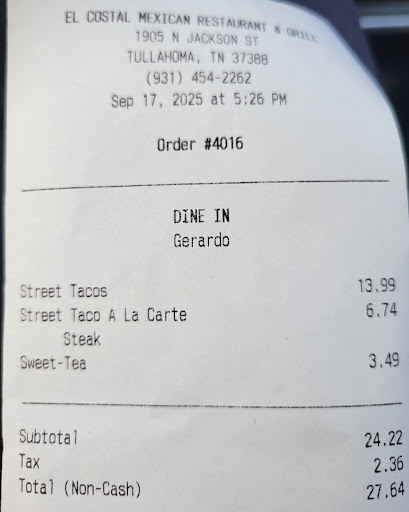 EL COSTAL MEXICAN RESTAURANT & GRILL
1905 N JACKSON ST
TULLAHOMA, TN 37388
(931) 454-2262
Sep 17, 2025 at 5:26 PM
Order #4016
DINE IN
Gerardo
Street Tacos 13.99
Street Taco A La Carte 6.74
Steak
Sweet-Tea 3.49
Subtotal 24.22
Tax 2.36
Total (Non-Cash) 27.64